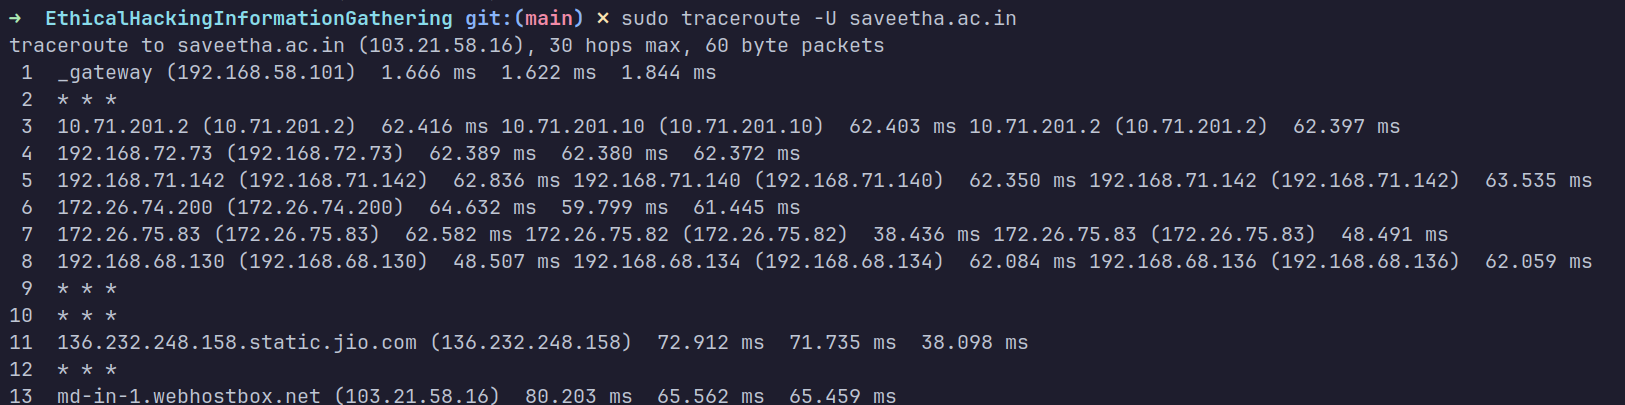 → EthicalHackingInformationGathering git:(main) × sudo traceroute -U saveetha.ac.in
traceroute to saveetha.ac.in (103.21.58.16), 30 hops max, 60 byte packets
 1  _gateway (192.168.58.101)  1.666 ms  1.622 ms  1.844 ms
 2  * * *
 3  10.71.201.2 (10.71.201.2)  62.416 ms 10.71.201.10 (10.71.201.10)  62.403 ms 10.71.201.2 (10.71.201.2)  62.397 ms
 4  192.168.72.73 (192.168.72.73)  62.389 ms  62.380 ms  62.372 ms
 5  192.168.71.142 (192.168.71.142)  62.836 ms 192.168.71.140 (192.168.71.140)  62.350 ms 192.168.71.142 (192.168.71.142)  63.535 ms
 6  172.26.74.200 (172.26.74.200)  64.632 ms  59.799 ms  61.445 ms
 7  172.26.75.83 (172.26.75.83)  62.582 ms 172.26.75.82 (172.26.75.82)  38.436 ms 172.26.75.83 (172.26.75.83)  48.491 ms
 8  192.168.68.130 (192.168.68.130)  48.507 ms 192.168.68.134 (192.168.68.134)  62.084 ms 192.168.68.136 (192.168.68.136)  62.059 ms
 9  * * *
10  * * *
11  136.232.248.158.static.jio.com (136.232.248.158)  72.912 ms  71.735 ms  38.098 ms
12  * * *
13  md-in-1.webhostbox.net (103.21.58.16)  80.203 ms  65.562 ms  65.459 ms